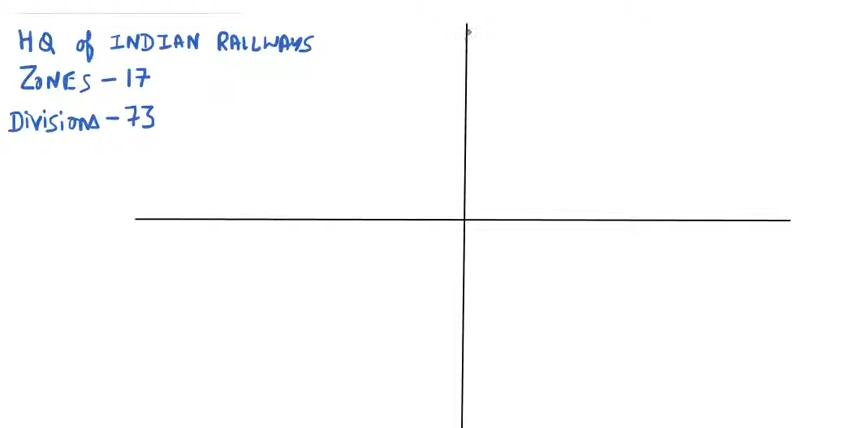 HQ of INDIAN RAILWAYS
ZONES - 17
Divisions - 73